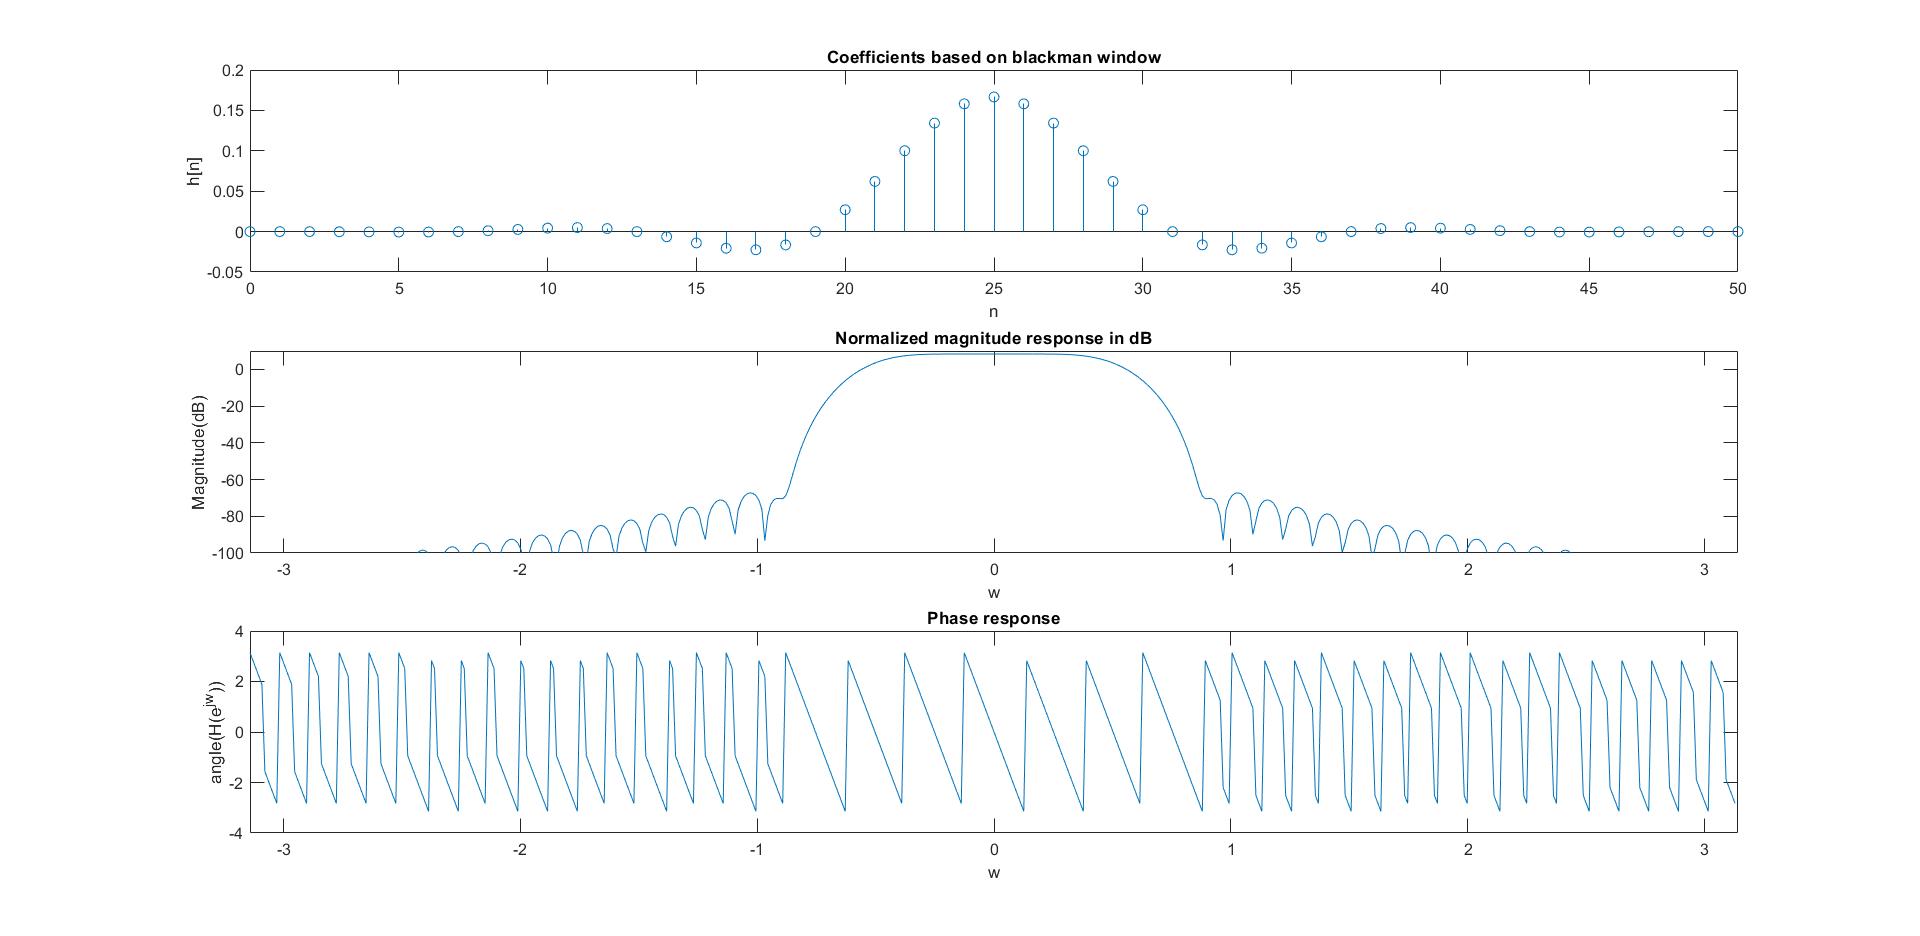 Coefficients based on blackman window
0.2
0.15
0.1
0.05
0
-0.05
h[n]
0 5 10 15 20 25 30 35 40 45 50
n
Normalized magnitude response in dB
0
-20
-40
-60
-80
-100
Magnitude(dB)
-3 -2 -1 0 1 2 3
w
Phase response
4
2
0
-2
-4
angle(H(e^jw))
-3 -2 -1 0 1 2 3
w